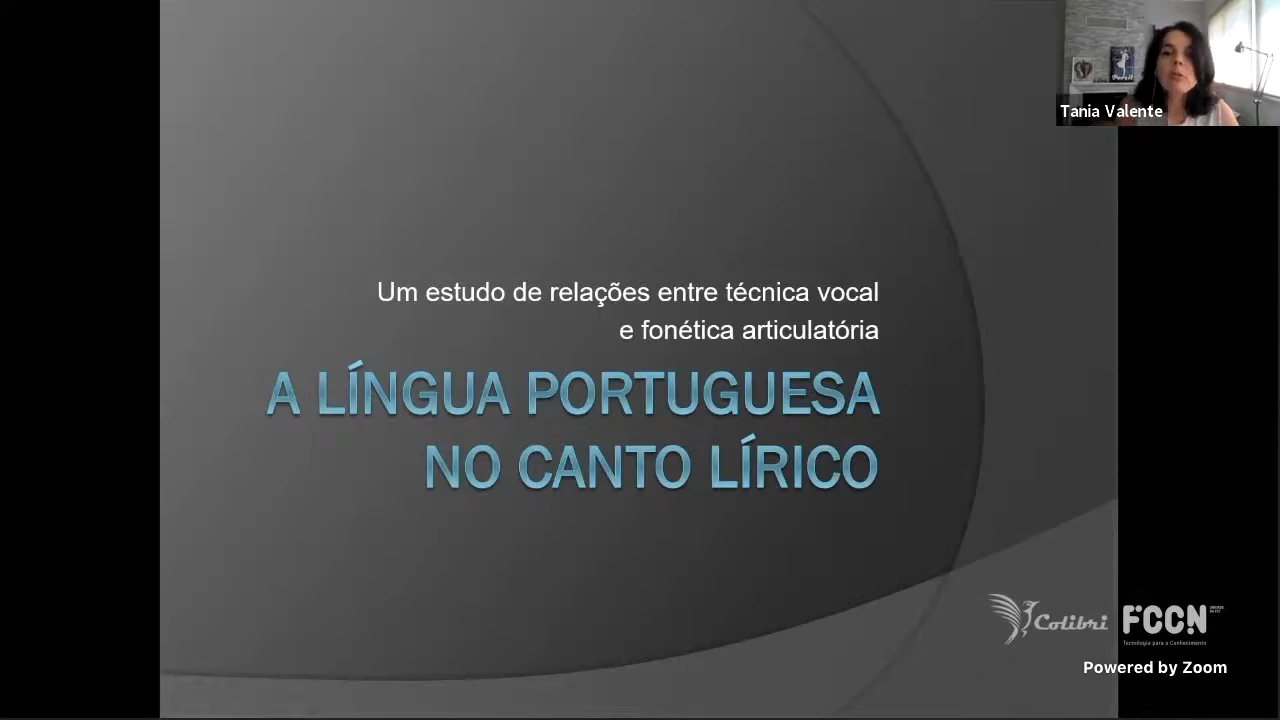 Tania Valente
Um estudo de relações entre técnica vocal
e fonética articulatória
A LÍNGUA PORTUGUESA
NO CANTO LÍRICO
Colibri
FCCN
Tecnologia para o Conhecimento
Powered by Zoom